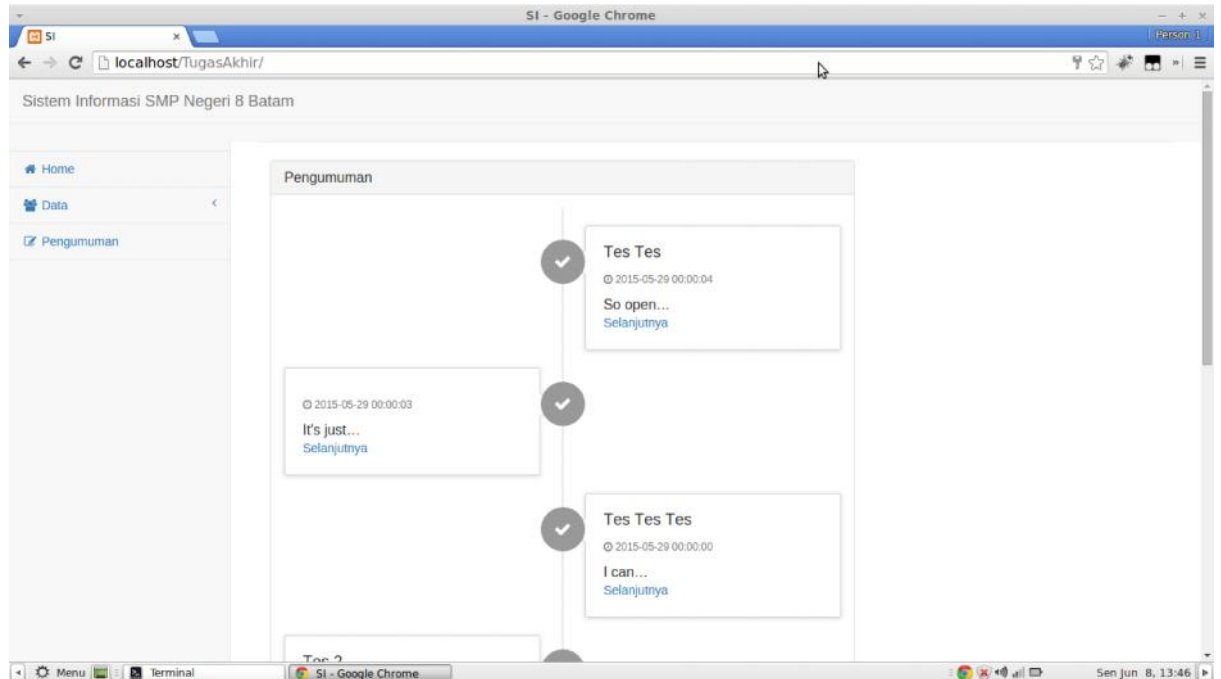 SI - Google Chrome
SI
Person 1
localhost/TugasAkhir/
Sistem Informasi SMP Negeri 8 Batam
Home
Data
Pengumuman
Pengumuman
Tes Tes
2015-05-29 00:00:04
So open...
Selanjutnya
2015-05-29 00:00:03
It's just...
Selanjutnya
Tes Tes Tes
2015-05-29 00:00:00
I can...
Selanjutnya
Tes 2
Menu
Terminal
SI - Google Chrome
Sen Jun 8, 13:46